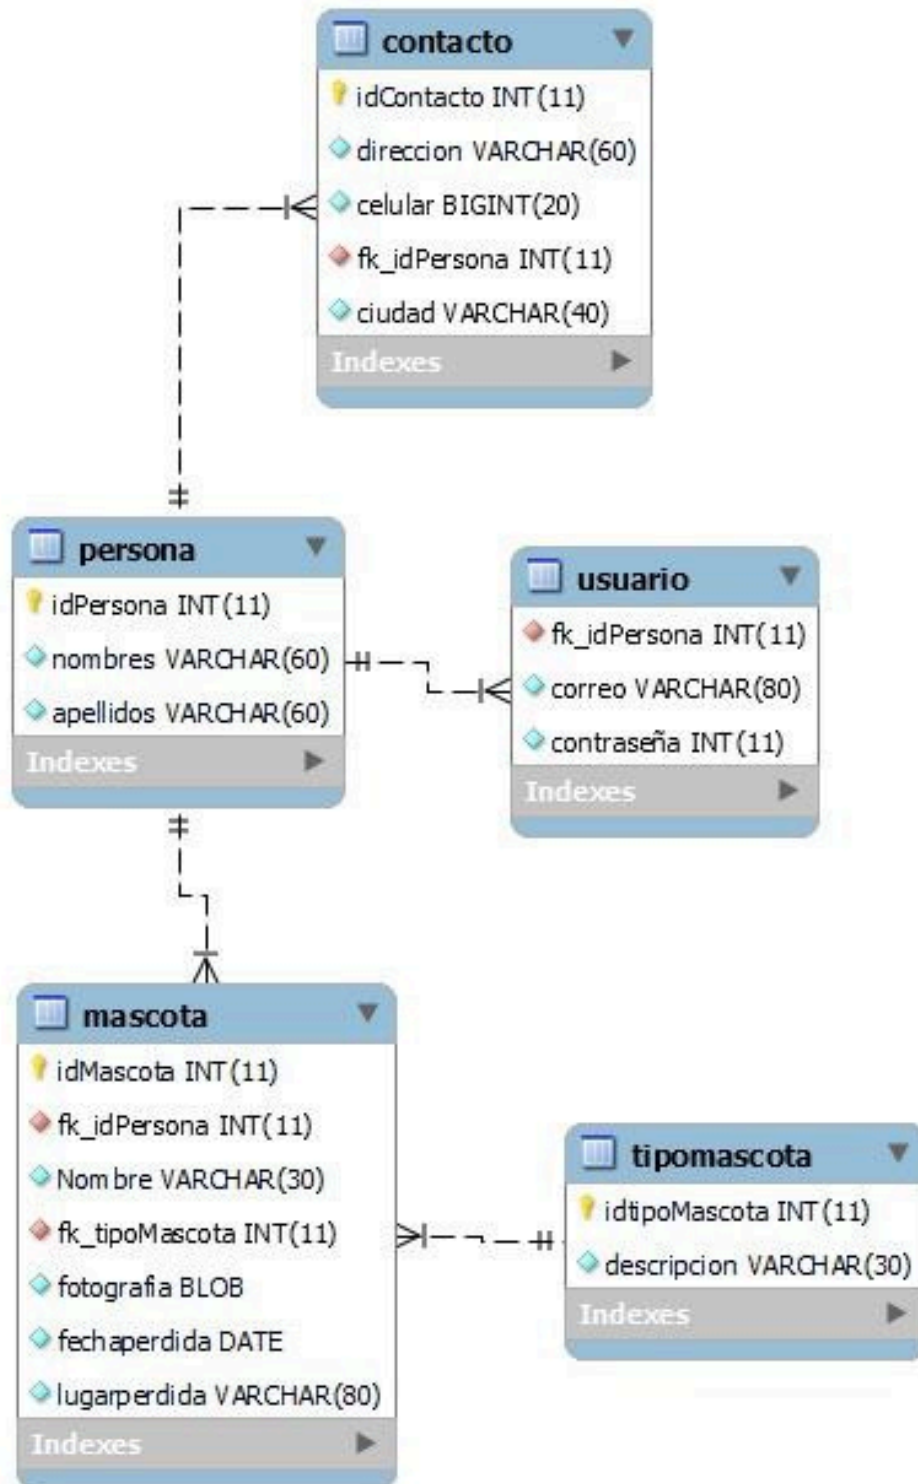 contacto
idContacto INT(11)
direccion VARCHAR(60)
celular BIGINT(20)
fk_idPersona INT(11)
ciudad VARCHAR(40)
Indexes
persona
idPersona INT(11)
nombres VARCHAR(60)
apellidos VARCHAR(60)
Indexes
usuario
fk_idPersona INT(11)
correo VARCHAR(80)
contraseña INT(11)
Indexes
mascota
idMascota INT(11)
fk_idPersona INT(11)
Nombre VARCHAR(30)
fk_tipoMascota INT(11)
fotografia BLOB
fechaperdida DATE
lugarperdida VARCHAR(80)
Indexes
tipomascota
idtipoMascota INT(11)
descripcion VARCHAR(30)
Indexes